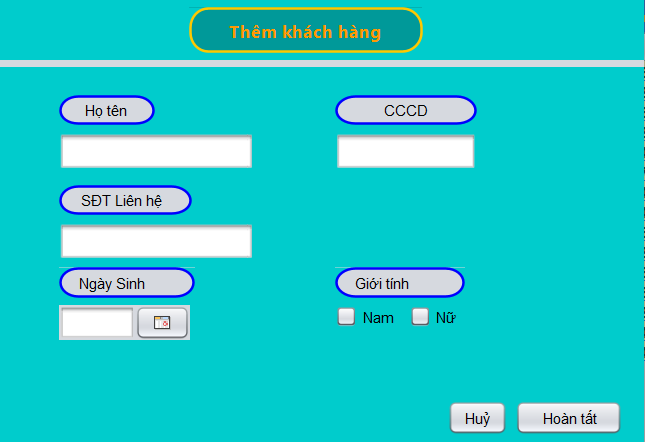 Thêm khách hàng
Họ tên
CCCD
SĐT Liên hệ
Ngày Sinh
Giới tính
Nam
Nữ
Huỷ
Hoàn tất